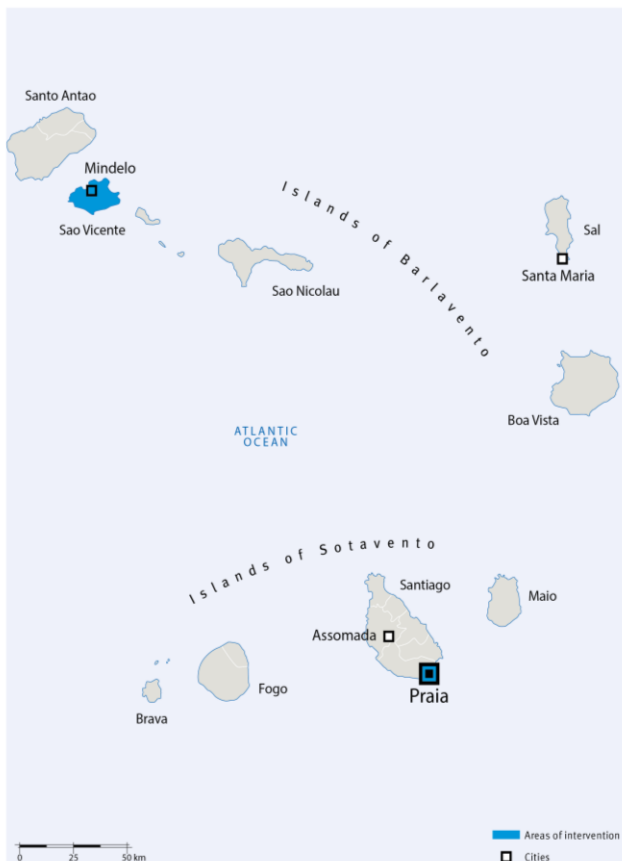 Santo Antao
Mindelo
Sao Vicente
Sao Nicolau
Islands of Barlavento
Sal
Santa Maria
Boa Vista
ATLANTIC
OCEAN
Islands of Sotavento
Santiago
Maio
Assomada
Fogo
Praia
Brava
Areas of intervention
0 25 50 km
Cities